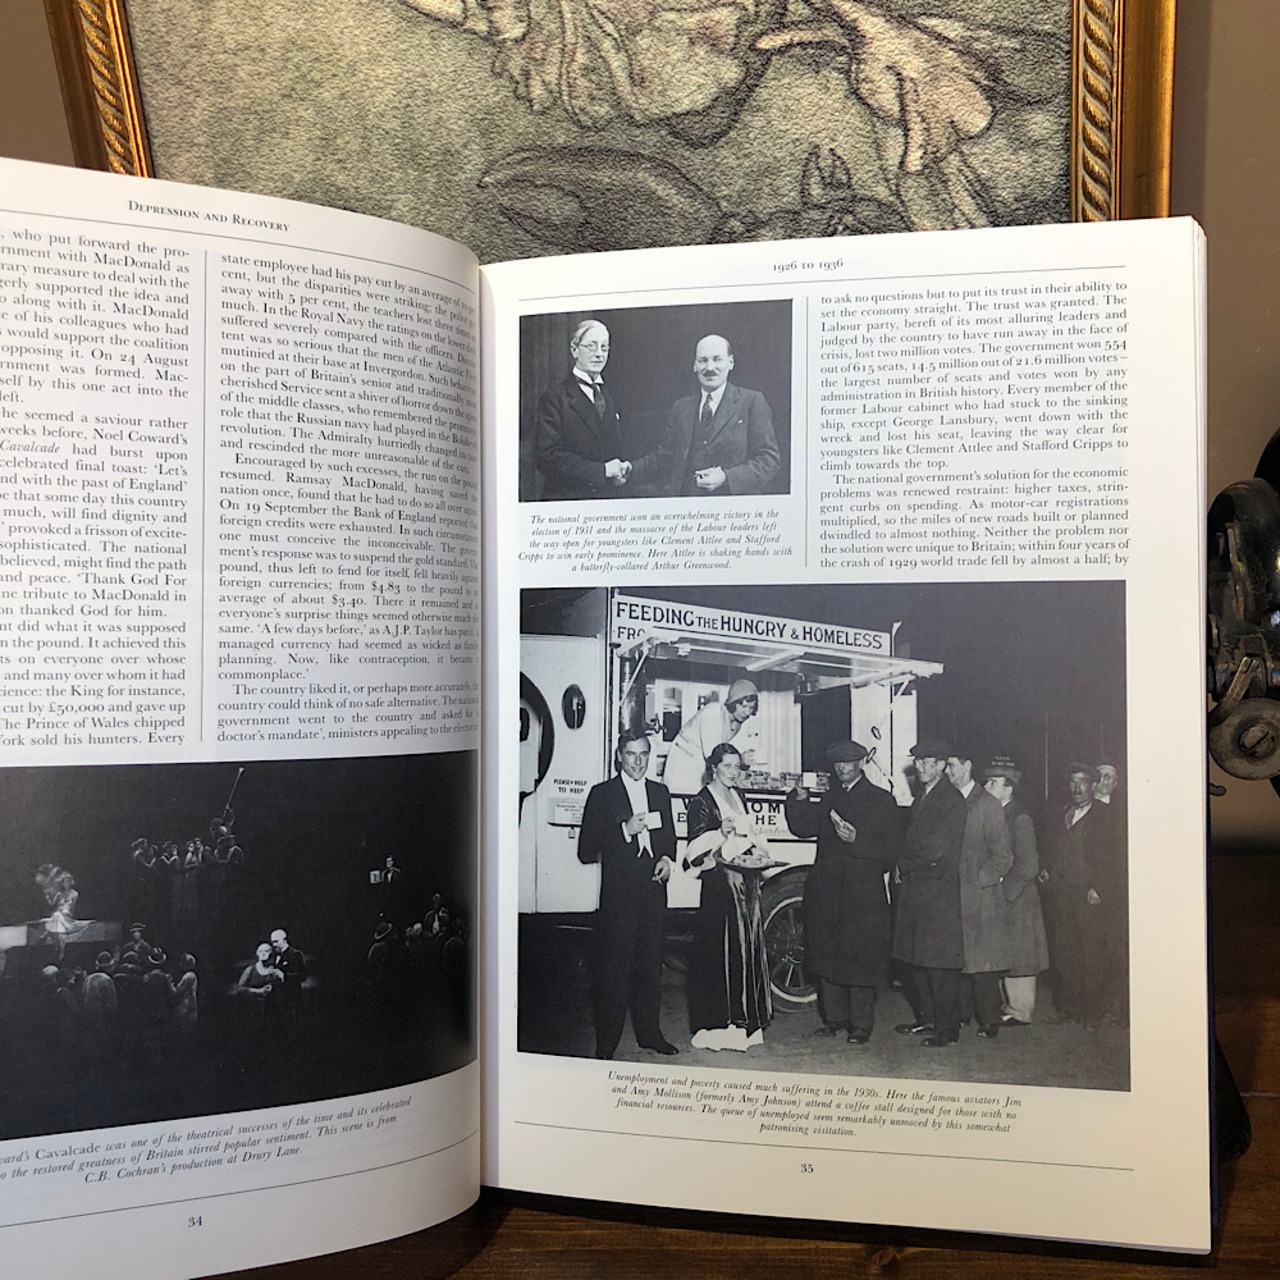 DEPRESSION AND RECOVERY
, who put forward the pro-
rnment with MacDonald as
rary measure to deal with the
gerly supported the idea and
o along with it. MacDonald
e of his colleagues who had
would support the coalition
opposing it. On 24 August
rnment was formed. Mac-
self by this one act into the
left.
he seemed a saviour rather
weeks before, Noel Coward's
Cavalcade had burst upon
celebrated final toast: 'Let's
nd with the past of England'
pe that some day this country
much, will find dignity and
' provoked a frisson of excite-
sophisticated. The national
believed, might find the path
and peace. 'Thank God For
ne tribute to MacDonald in
on thanked God for him.
nt did what it was supposed
n the pound. It achieved this
ts on everyone over whose
and many over whom it had
cience: the King for instance,
cut by £50,000 and gave up
The Prince of Wales chipped
York sold his hunters. Every
state employee had his pay cut by an average of
cent, but the disparities were striking: the police
away with 5 per cent, the teachers lost three times
much. In the Royal Navy the ratings on the lower
suffered severely compared with the officers.
tent was so serious that the men of the Atlantic
mutinied at their base at Invergordon. Such
on the part of Britain's senior and traditionally
cherished Service sent a shiver of horror down the
of the middle classes, who remembered the
role that the Russian navy had played in the
revolution. The Admiralty hurriedly changed its
and rescinded the more unreasonable of the cuts.
Encouraged by such excesses, the run on the pound
resumed. Ramsay MacDonald, having saved the
nation once, found that he had to do so all over again.
On 19 September the Bank of England reported that
foreign credits were exhausted. In such circumstances
one must conceive the inconceivable. The govern-
ment's response was to suspend the gold standard. The
pound, thus left to fend for itself, fell heavily against
foreign currencies; from $4.83 to the pound to an
average of about $3.40. There it remained and to
everyone's surprise things seemed otherwise much the
same. 'A few days before,' as A.J.P. Taylor has put it, 'a
managed currency had seemed as wicked as family
planning. Now, like contraception, it became a
commonplace.'
The country liked it, or perhaps more accurately, the
country could think of no safe alternative. The national
government went to the country and asked for 'a
doctor's mandate', ministers appealing to the electorate
ward's Cavalcade was one of the theatrical successes of the time and its celebrated
o the restored greatness of Britain stirred popular sentiment. This scene is from
C.B. Cochran's production at Drury Lane.
34
1926 TO 1936
The national government won an overwhelming victory in the
election of 1931 and the massacre of the Labour leaders left
the way open for youngsters like Clement Attlee and Stafford
Cripps to win early prominence. Here Attlee is shaking hands with
a butterfly-collared Arthur Greenwood.
to ask no questions but to put its trust in their ability to
set the economy straight. The trust was granted. The
Labour party, bereft of its most alluring leaders and
judged by the country to have run away in the face of
crisis, lost two million votes. The government won 554
out of 615 seats, 14.5 million out of 21.6 million votes –
the largest number of seats and votes won by any
administration in British history. Every member of the
former Labour cabinet who had stuck to the sinking
ship, except George Lansbury, went down with the
wreck and lost his seat, leaving the way clear for
youngsters like Clement Attlee and Stafford Cripps to
climb towards the top.
The national government's solution for the economic
problems was renewed restraint: higher taxes, strin-
gent curbs on spending. As motor-car registrations
multiplied, so the miles of new roads built or planned
dwindled to almost nothing. Neither the problem nor
the solution were unique to Britain; within four years of
the crash of 1929 world trade fell by almost a half; by
FEEDING THE HUNGRY & HOMELESS
FRO
PLEASE HELP
TO KEEP
OM
HE
Unemployment and poverty caused much suffering in the 1930s. Here the famous aviators Jim
and Amy Mollison (formerly Amy Johnson) attend a coffee stall designed for those with no
financial resources. The queue of unemployed seem remarkably unmoved by this somewhat
patronising visitation.
35